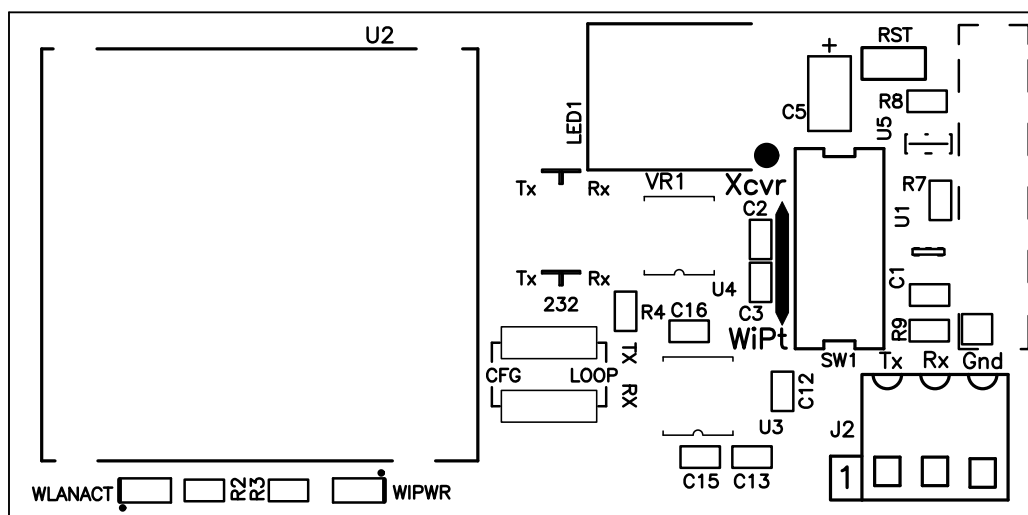 U2
LED1
+
C5
RST
R8
U5
Tx Rx
VR1
Xcvr
R7
C2
U1
Tx Rx
232
U4
C3
C1
R4
C16
WiPt
R9
SW1
Tx Rx Gnd
CFG
LOOP
TX
RX
C12
U3
J2
1
C15
C13
WLANACT
R2
R3
WIPWR